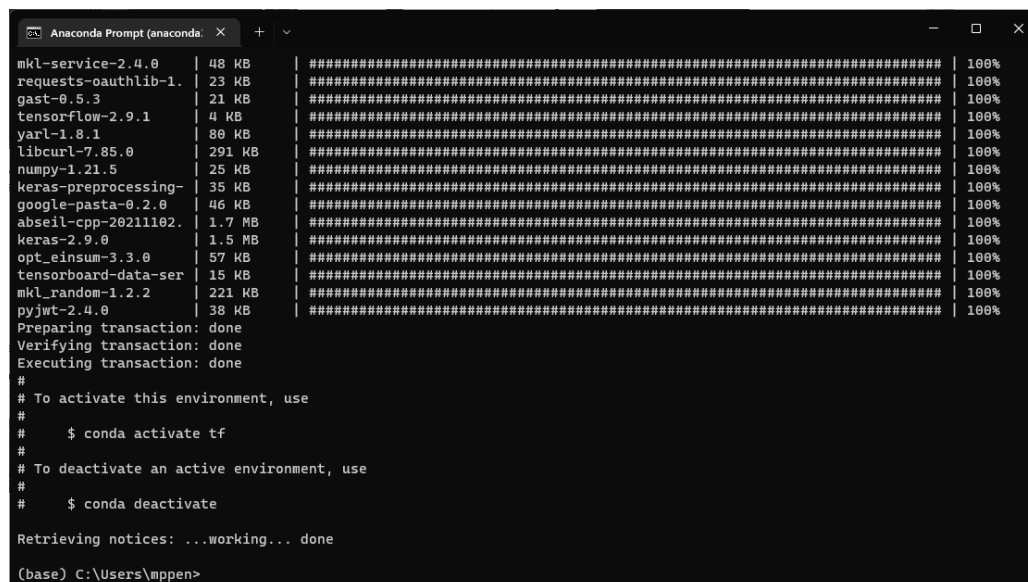 Anaconda Prompt (anaconda:
mkl-service-2.4.0 | 48 KB | ############################################################################ | 100%
requests-oauthlib-1. | 23 KB | ############################################################################ | 100%
gast-0.5.3 | 21 KB | ############################################################################ | 100%
tensorflow-2.9.1 | 4 KB | ############################################################################ | 100%
yarl-1.8.1 | 80 KB | ############################################################################ | 100%
libcurl-7.85.0 | 291 KB | ############################################################################ | 100%
numpy-1.21.5 | 25 KB | ############################################################################ | 100%
keras-preprocessing- | 35 KB | ############################################################################ | 100%
google-pasta-0.2.0 | 46 KB | ############################################################################ | 100%
abseil-cpp-20211102. | 1.7 MB | ############################################################################ | 100%
keras-2.9.0 | 1.5 MB | ############################################################################ | 100%
opt_einsum-3.3.0 | 57 KB | ############################################################################ | 100%
tensorboard-data-ser | 15 KB | ############################################################################ | 100%
mkl_random-1.2.2 | 221 KB | ############################################################################ | 100%
pyjwt-2.4.0 | 38 KB | ############################################################################ | 100%
Preparing transaction: done
Verifying transaction: done
Executing transaction: done
#
# To activate this environment, use
#
#     $ conda activate tf
#
# To deactivate an active environment, use
#
#     $ conda deactivate
Retrieving notices: ...working... done
(base) C:\Users\mppen>